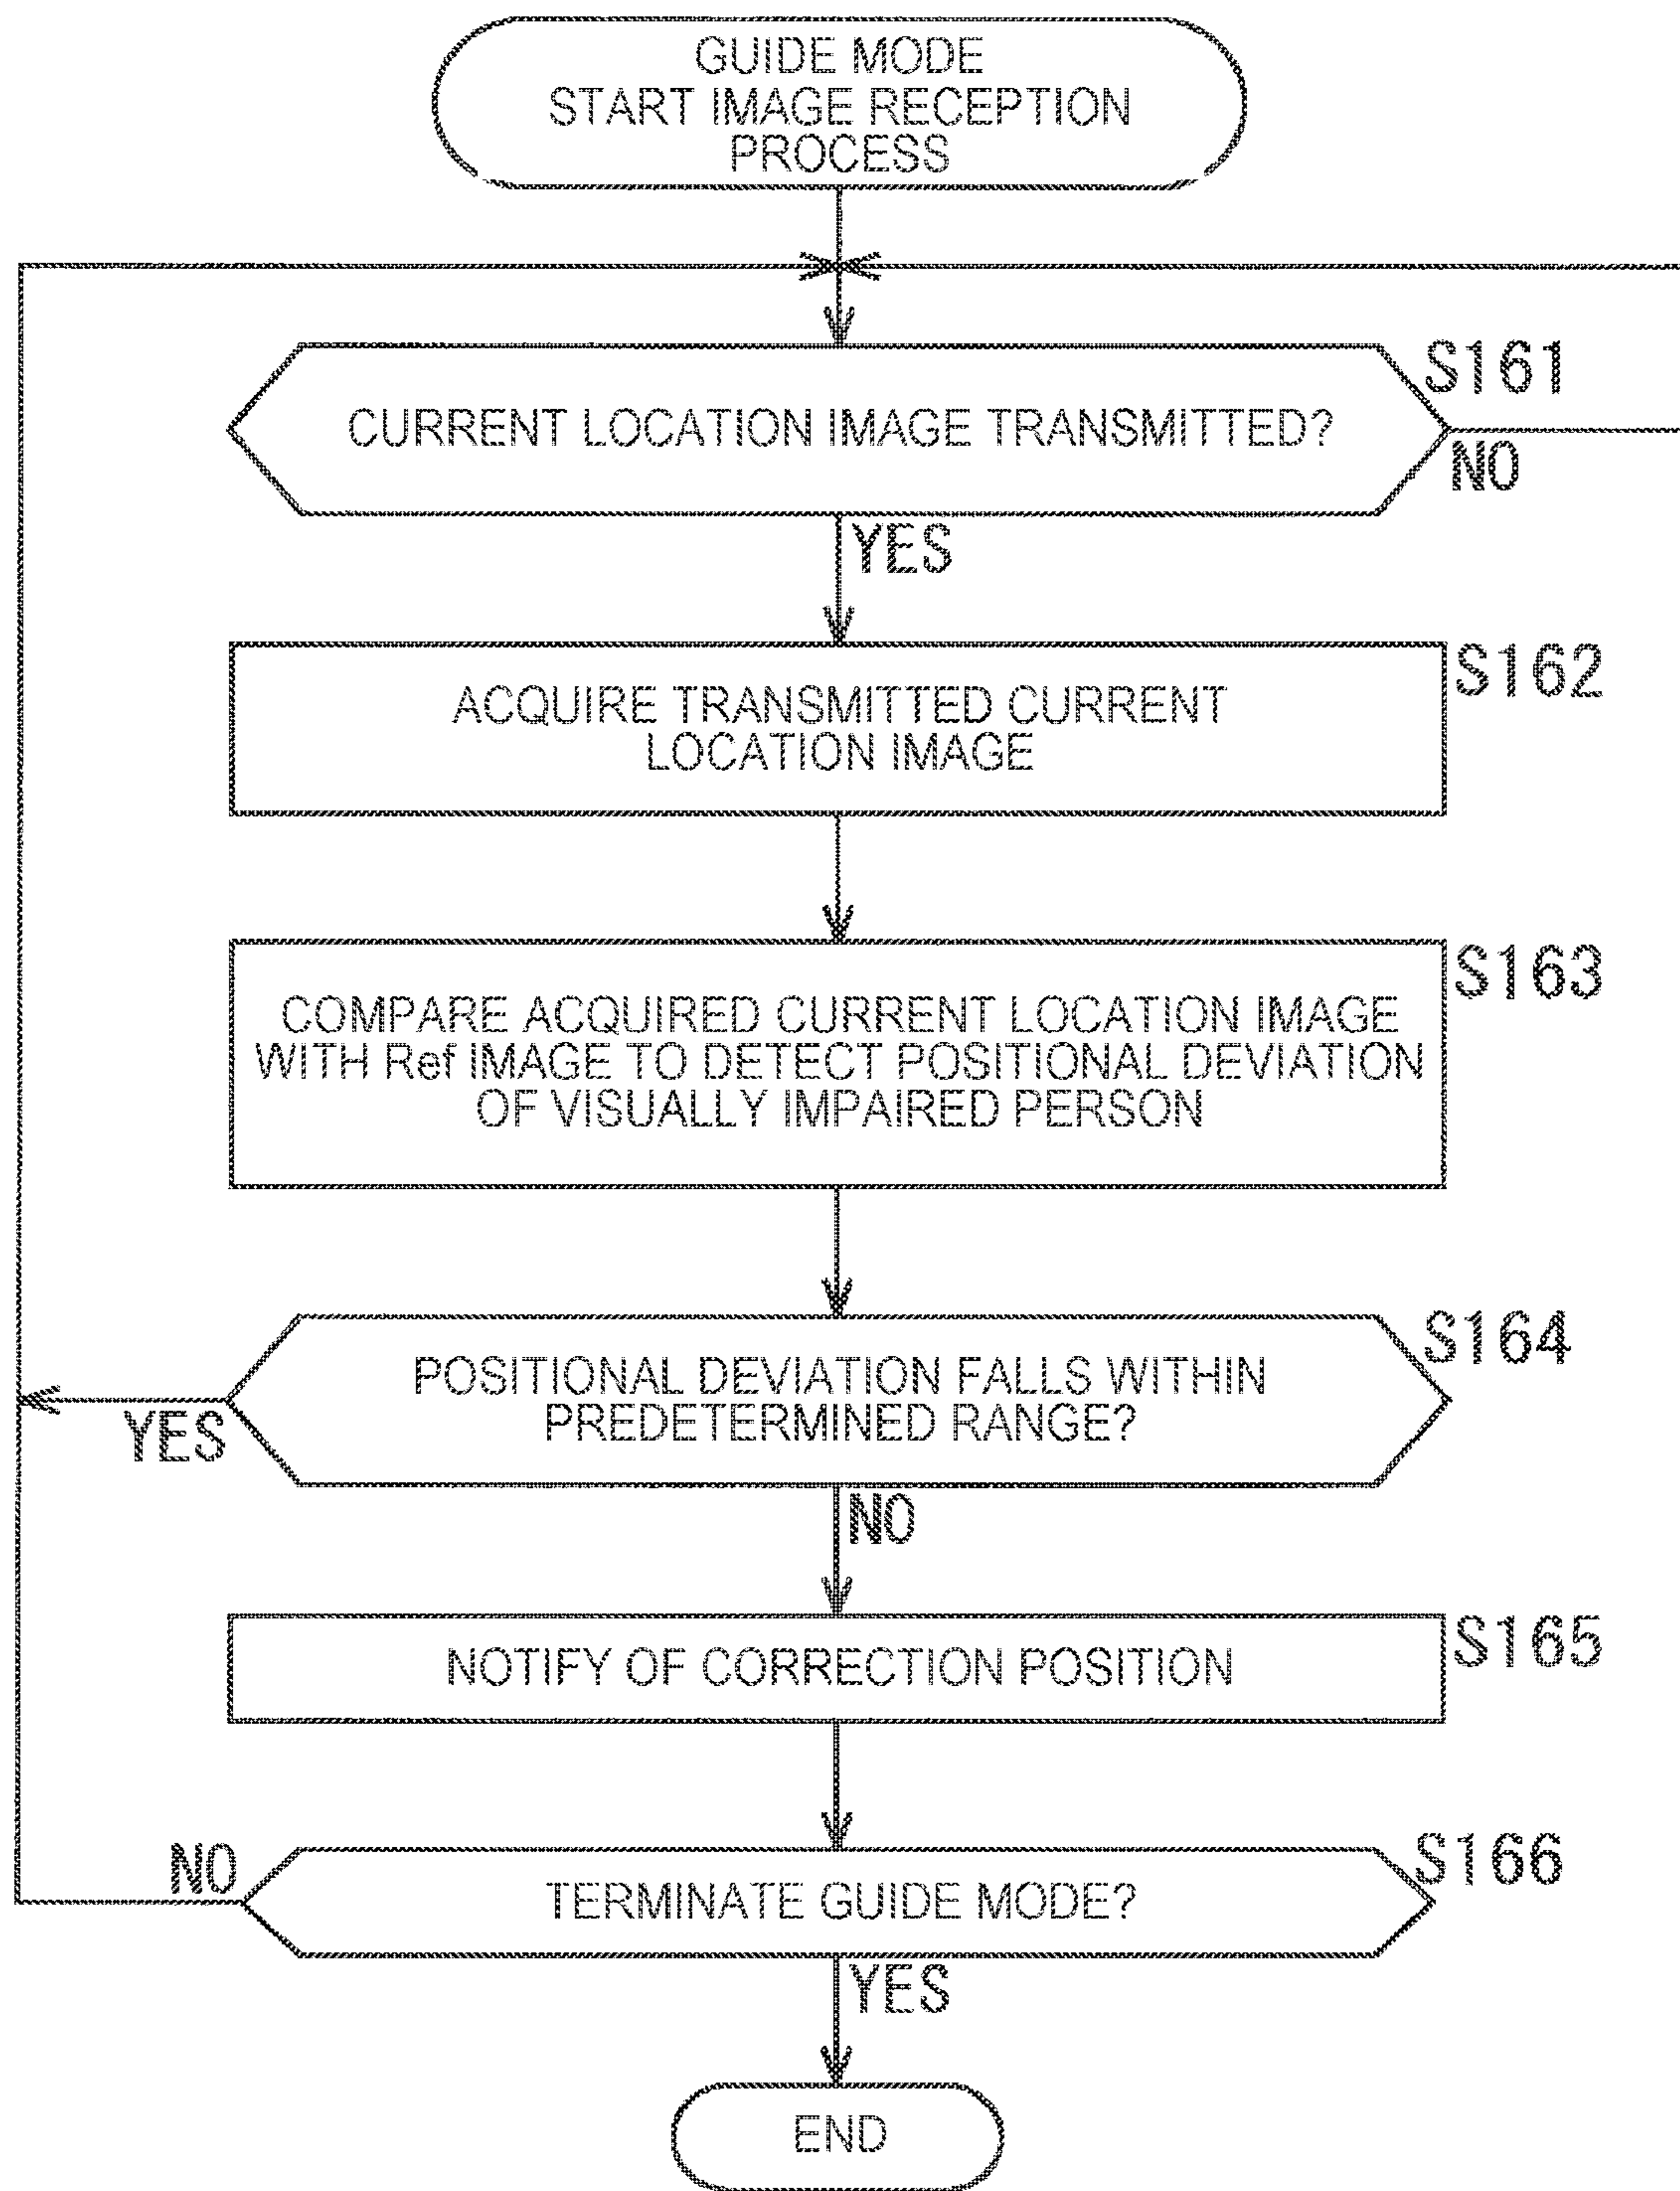 GUIDE MODE
START IMAGE RECEPTION
PROCESS
S161
CURRENT LOCATION IMAGE TRANSMITTED?
NO
YES
S162
ACQUIRE TRANSMITTED CURRENT
LOCATION IMAGE
S163
COMPARE ACQUIRED CURRENT LOCATION IMAGE
WITH Ref IMAGE TO DETECT POSITIONAL DEVIATION
OF VISUALLY IMPAIRED PERSON
S164
POSITIONAL DEVIATION FALLS WITHIN
PREDETERMINED RANGE?
YES
NO
S165
NOTIFY OF CORRECTION POSITION
S166
NO
TERMINATE GUIDE MODE?
YES
END